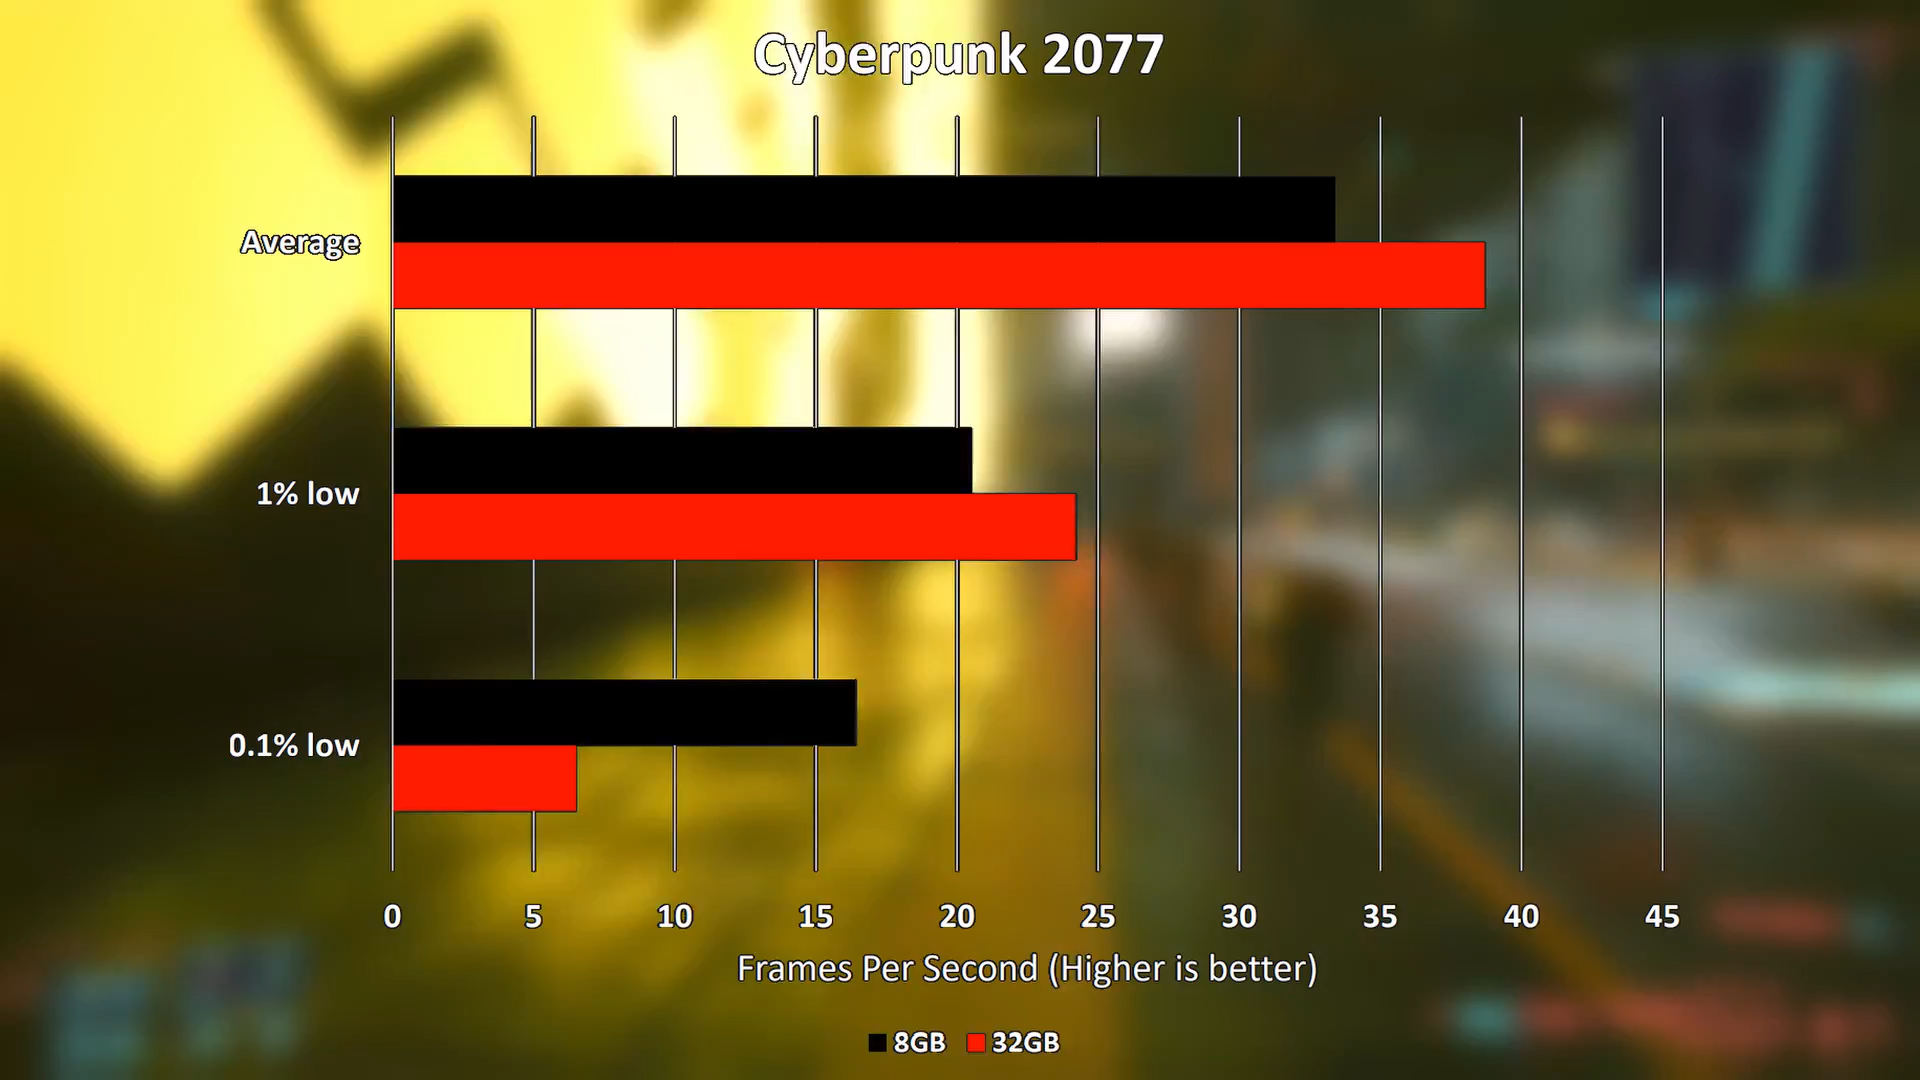 Cyberpunk 2077
Average
1% low
0.1% low
0 5 10 15 20 25 30 35 40 45
Frames Per Second (Higher is better)
8GB 32GB